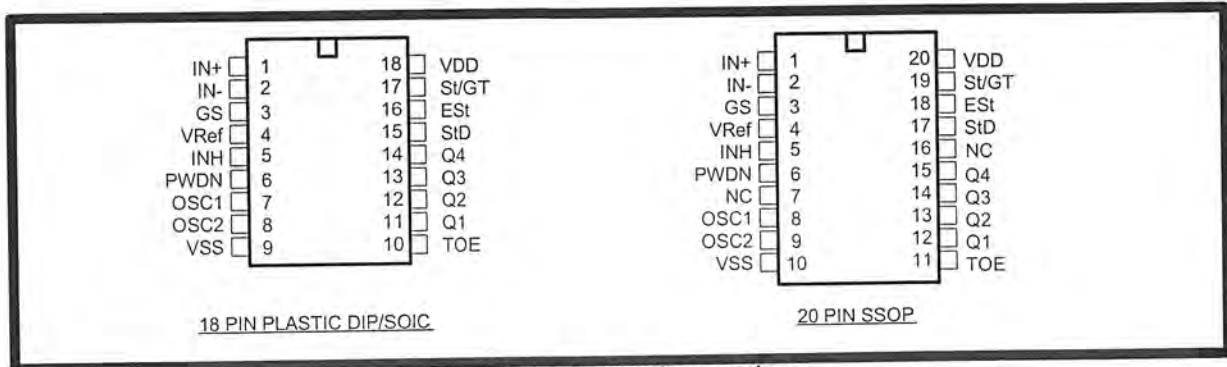 IN+ 1 18 VDD
IN- 2 17 St/GT
GS 3 16 ESt
VRef 4 15 StD
INH 5 14 Q4
PWDN 6 13 Q3
OSC1 7 12 Q2
OSC2 8 11 Q1
VSS 9 10 TOE
18 PIN PLASTIC DIP/SOIC
IN+ 1 20 VDD
IN- 2 19 St/GT
GS 3 18 ESt
VRef 4 17 StD
INH 5 16 NC
PWDN 6 15 Q4
NC 7 14 Q3
OSC1 8 13 Q2
OSC2 9 12 Q1
VSS 10 11 TOE
20 PIN SSOP